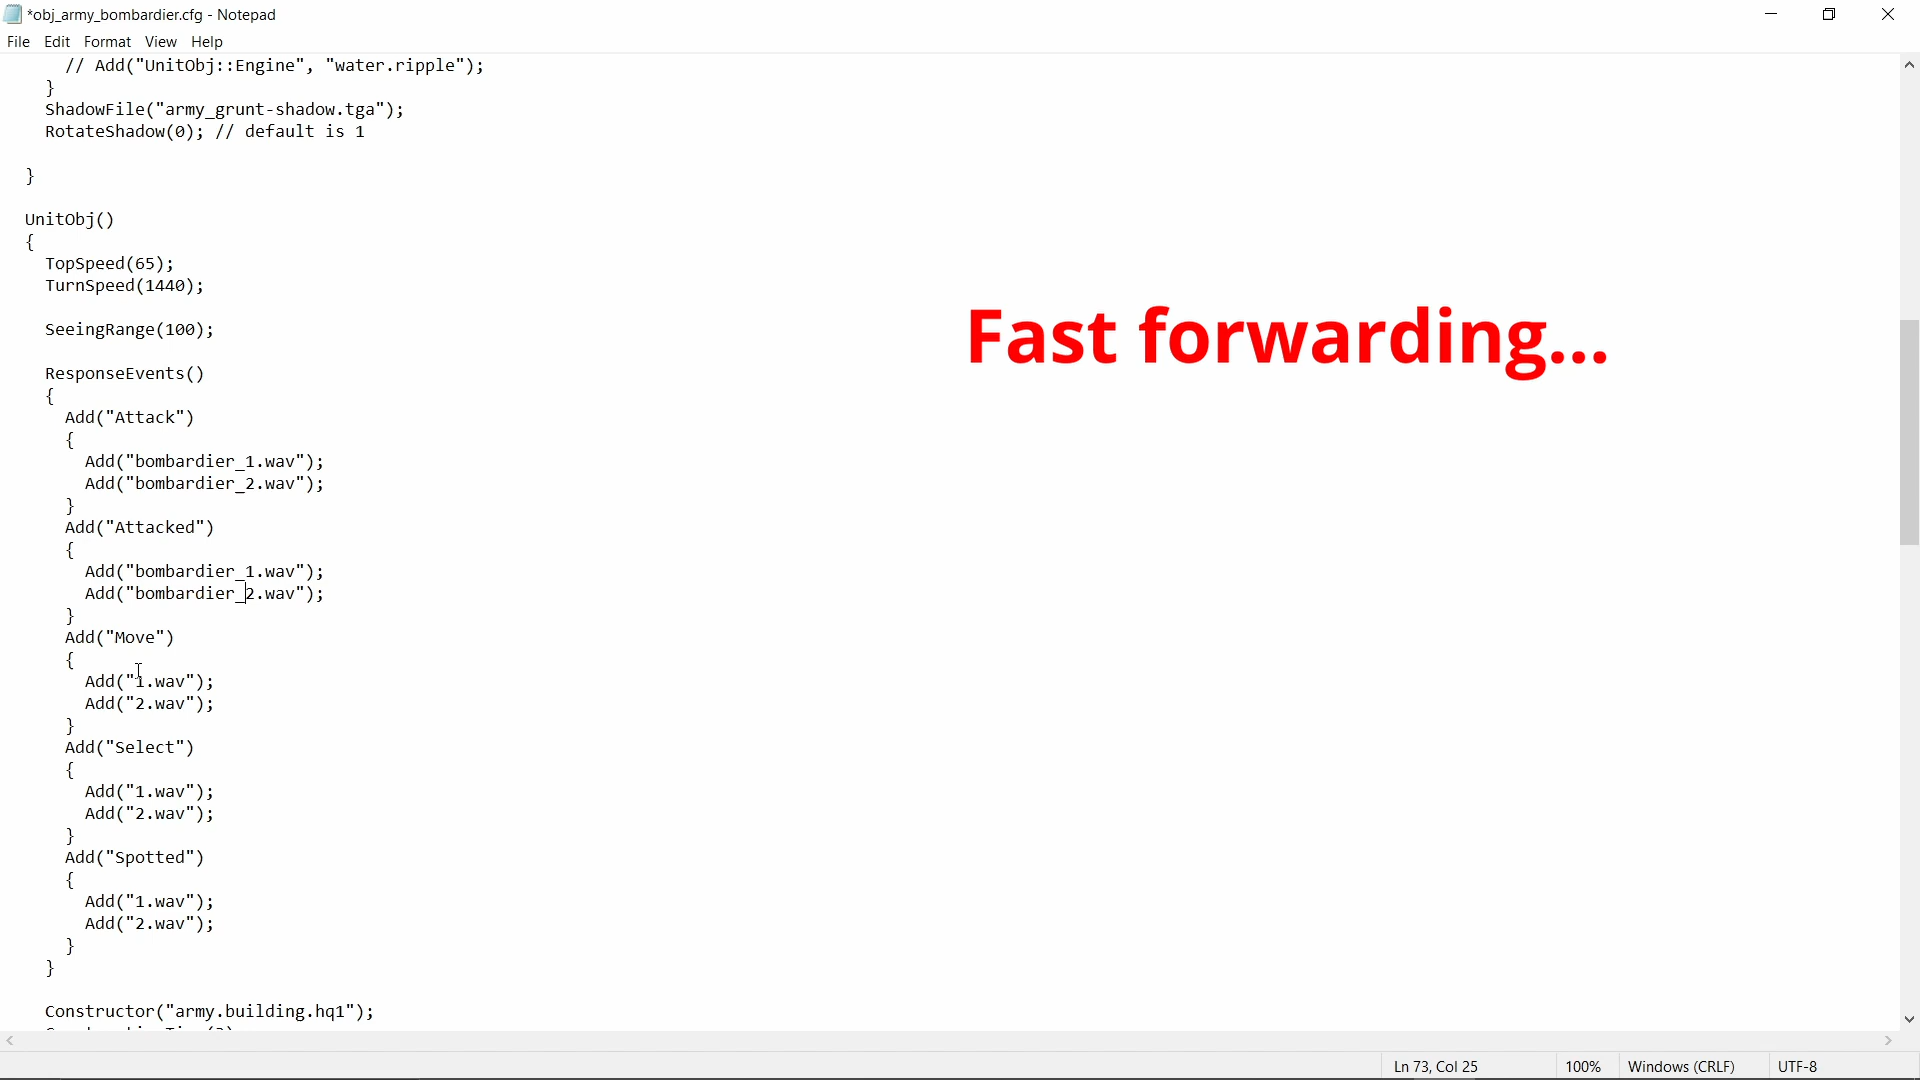 *obj_army_bombardier.cfg - Notepad
File Edit Format View Help
// Add("UnitObj::Engine", "water.ripple");
}
ShadowFile("army_grunt-shadow.tga");
RotateShadow(0); // default is 1
}
UnitObj()
{
TopSpeed(65);
TurnSpeed(1440);
SeeingRange(100);
Fast forwarding...
ResponseEvents()
{
Add("Attack")
{
Add("bombardier_1.wav");
Add("bombardier_2.wav");
}
Add("Attacked")
{
Add("bombardier_1.wav");
Add("bombardier_2.wav");
}
Add("Move")
{
Add("1.wav");
Add("2.wav");
}
Add("Select")
{
Add("1.wav");
Add("2.wav");
}
Add("Spotted")
{
Add("1.wav");
Add("2.wav");
}
}
Constructor("army.building.hq1");
Ln 73, Col 25 100% Windows (CRLF) UTF-8